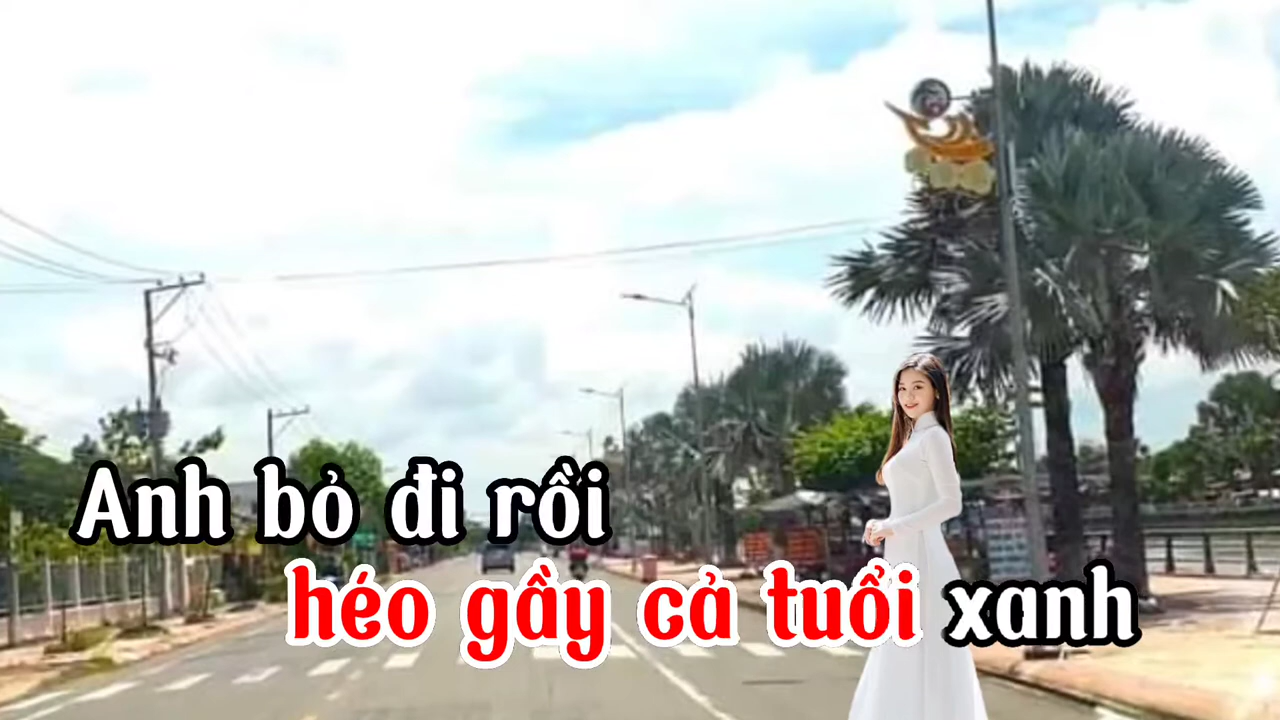 Anh bỏ đi rồi
héo gầy cả tuổi xanh